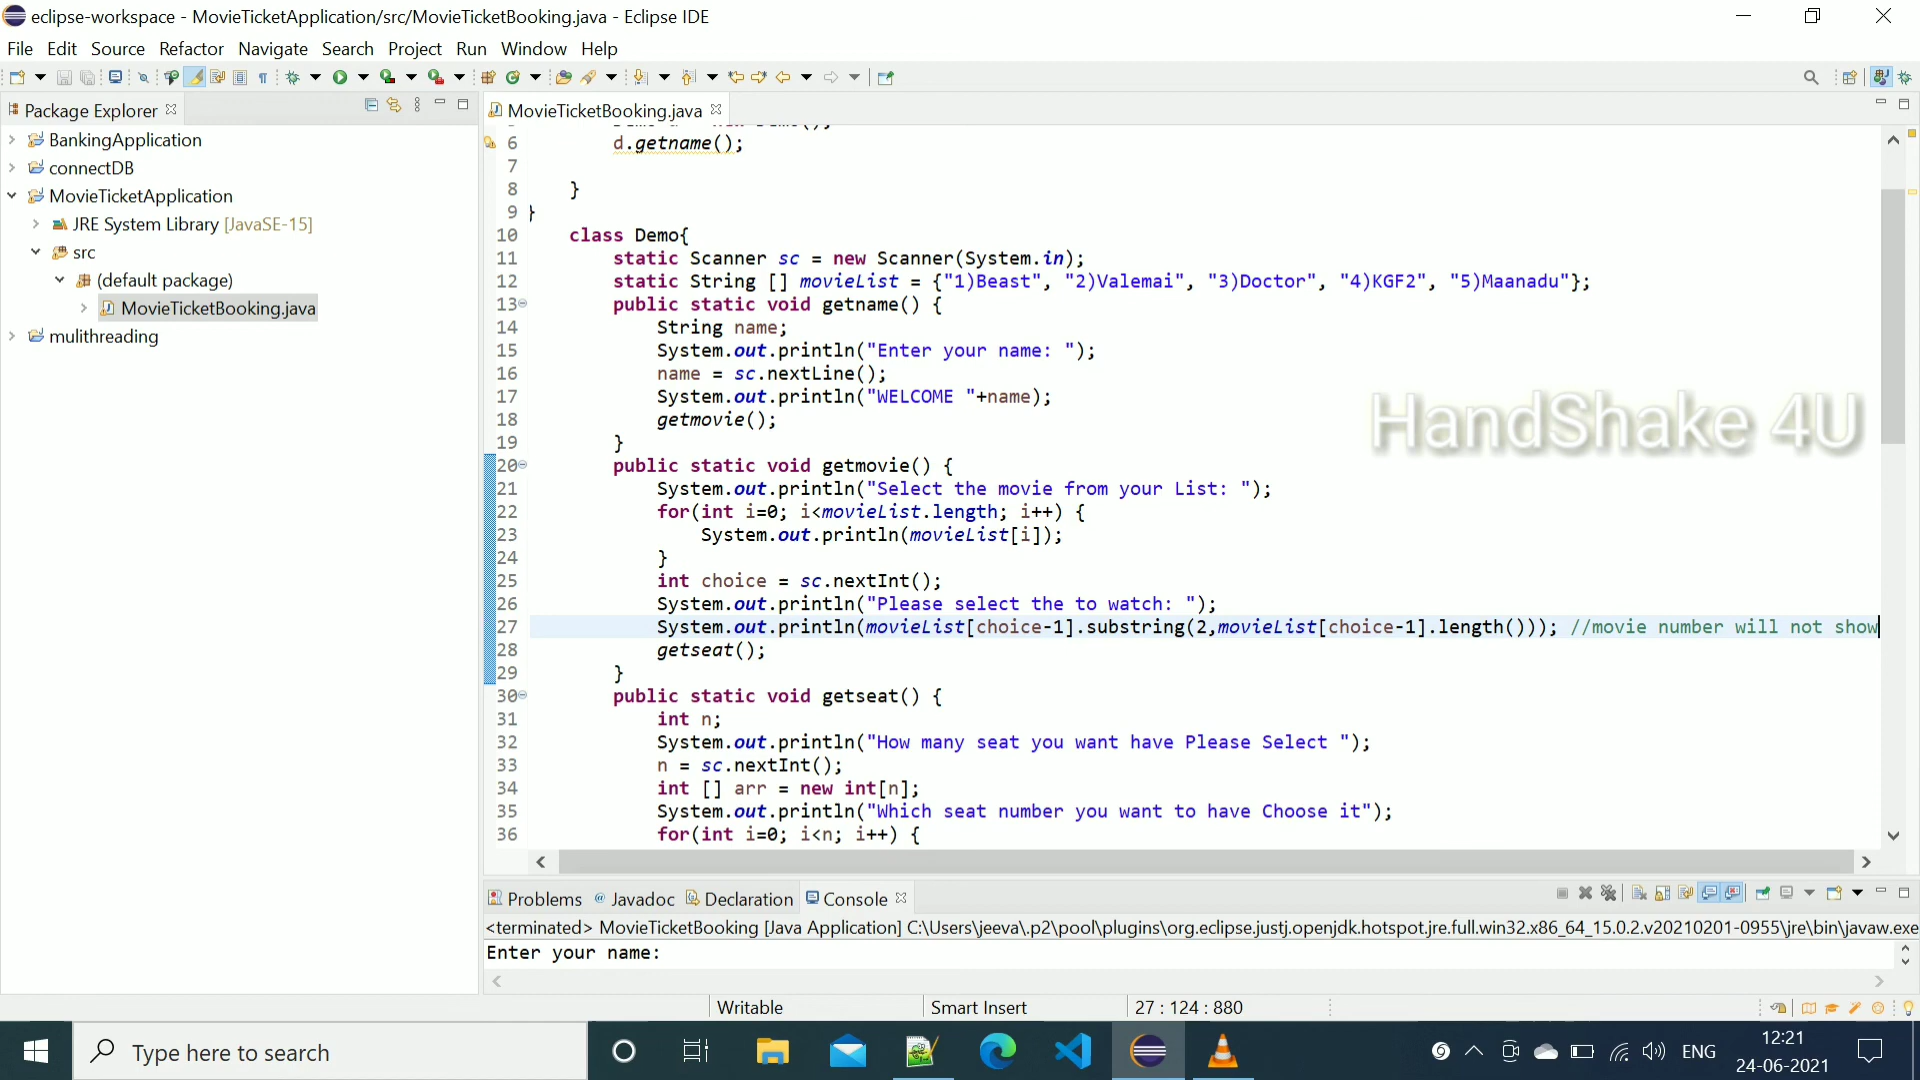 eclipse-workspace - MovieTicketApplication/src/MovieTicketBooking.java - Eclipse IDE
File Edit Source Refactor Navigate Search Project Run Window Help
Package Explorer
BankingApplication
connectDB
MovieTicketApplication
JRE System Library [JavaSE-15]
src
(default package)
MovieTicketBooking.java
mulithreading
MovieTicketBooking.java
6 d.getname();
7
8 }
9 }
10 class Demo{
11 static Scanner sc = new Scanner(System.in);
12 static String [] movieList = {"1)Beast", "2)Valemai", "3)Doctor", "4)KGF2", "5)Maanadu"};
13 public static void getname() {
14 String name;
15 System.out.println("Enter your name: ");
16 name = sc.nextLine();
17 System.out.println("WELCOME "+name);
18 getmovie();
19 }
20 public static void getmovie() {
21 System.out.println("Select the movie from your List: ");
22 for(int i=0; i<movieList.length; i++) {
23 System.out.println(movieList[i]);
24 }
25 int choice = sc.nextInt();
26 System.out.println("Please select the to watch: ");
27 System.out.println(movieList[choice-1].substring(2,movieList[choice-1].length())); //movie number will not show
28 getseat();
29 }
30 public static void getseat() {
31 int n;
32 System.out.println("How many seat you want have Please Select ");
33 n = sc.nextInt();
34 int [] arr = new int[n];
35 System.out.println("Which seat number you want to have Choose it");
36 for(int i=0; i<n; i++) {
HandShake 4U
Problems Javadoc Declaration Console
<terminated> MovieTicketBooking [Java Application] C:\Users\jeeva\.p2\pool\plugins\org.eclipse.justj.openjdk.hotspot.jre.full.win32.x86_64_15.0.2.v20210201-0955\jre\bin\javaw.exe
Enter your name:
Writable Smart Insert 27 : 124 : 880
Type here to search
ENG
12:21
24-06-2021